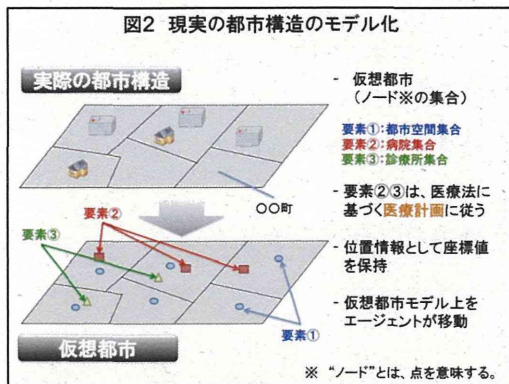 図2 現実の都市構造のモデル化
実際の都市構造
○○町
要素②
要素③
要素①
仮想都市
- 仮想都市
(ノード※の集合)
要素①:都市空間集合
要素②:病院集合
要素③:診療所集合
- 要素②③は、医療法に
基づく医療計画に従う
- 位置情報として座標値
を保持
- 仮想都市モデル上を
エージェントが移動
※ “ノード”とは、点を意味する。